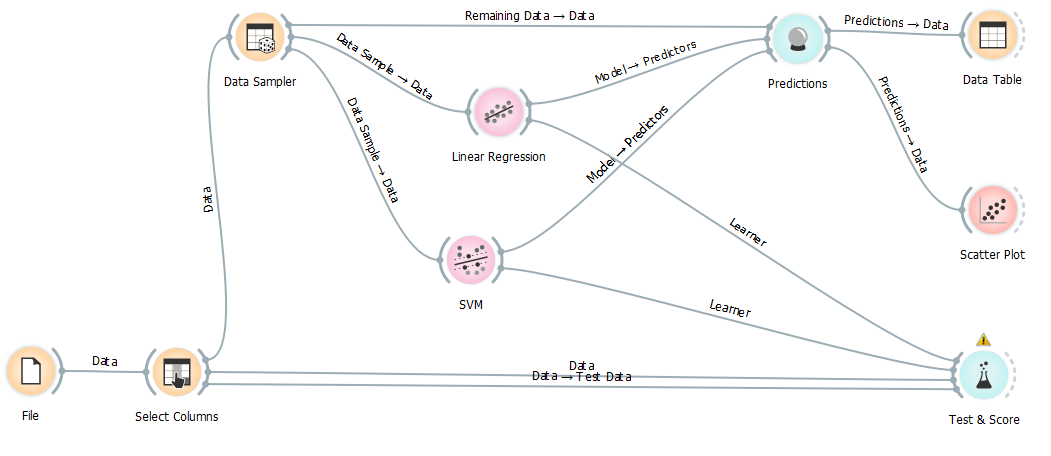 Remaining Data → Data
Predictions → Data
Data Sampler
Data Sample → Data
Model → Predictors
Predictions
Data Table
Data Sample → Data
Linear Regression
Model → Predictors
Predictions → Data
Data
Learner
Scatter Plot
SVM
Learner
Data
Data
Data → Test Data
File
Select Columns
Test & Score